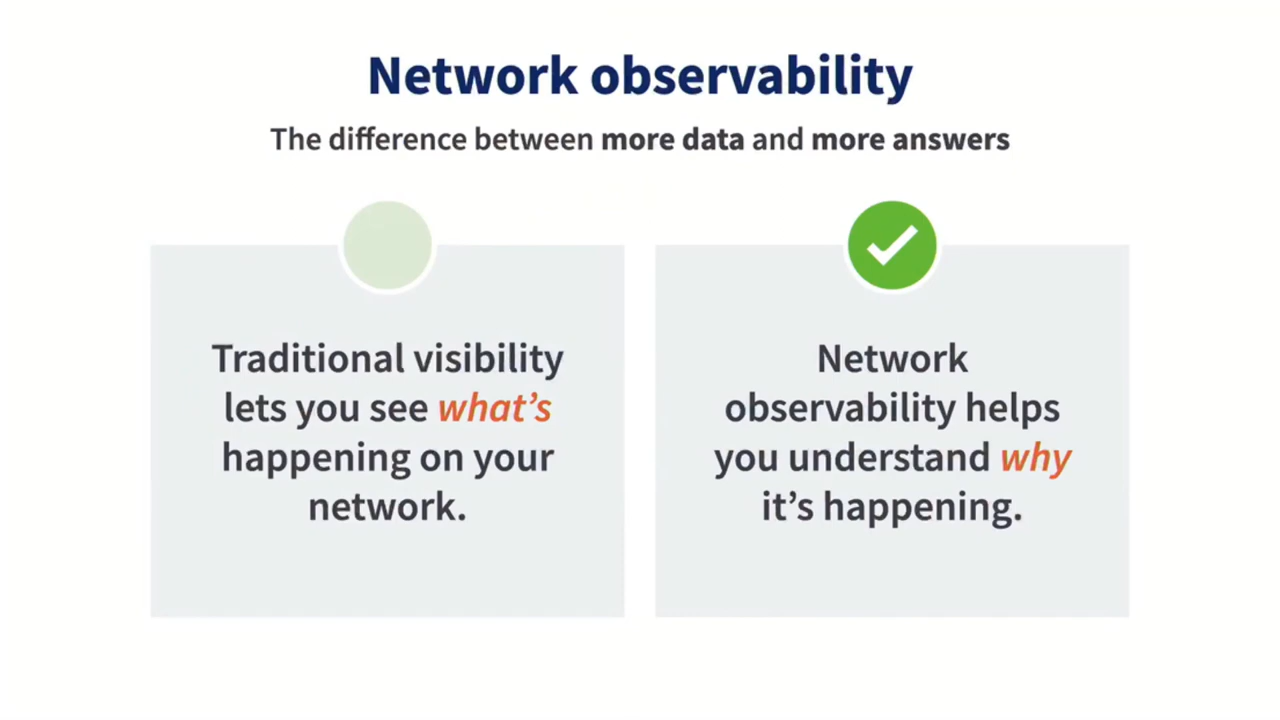 Network observability
The difference between more data and more answers
Traditional visibility
lets you see what’s
happening on your
network.
Network
observability helps
you understand why
it’s happening.